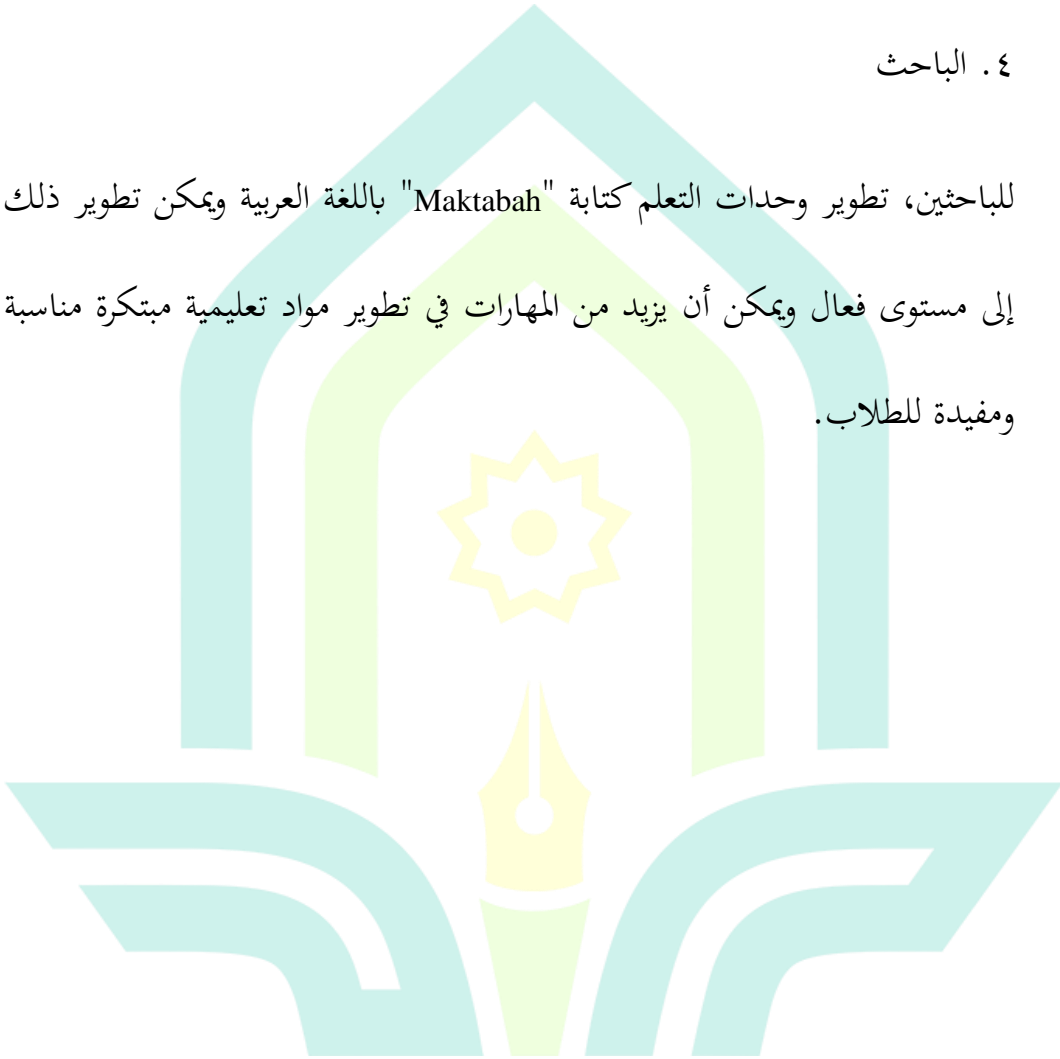 ٤. الباحث
للباحثين، تطوير وحدات التعلم كتابة "Maktabah" باللغة العربية ويمكن تطوير ذلك
إلى مستوى فعال ويمكن أن يزيد من المهارات في تطوير مواد تعليمية مبتكرة مناسبة
ومفيدة للطلاب.